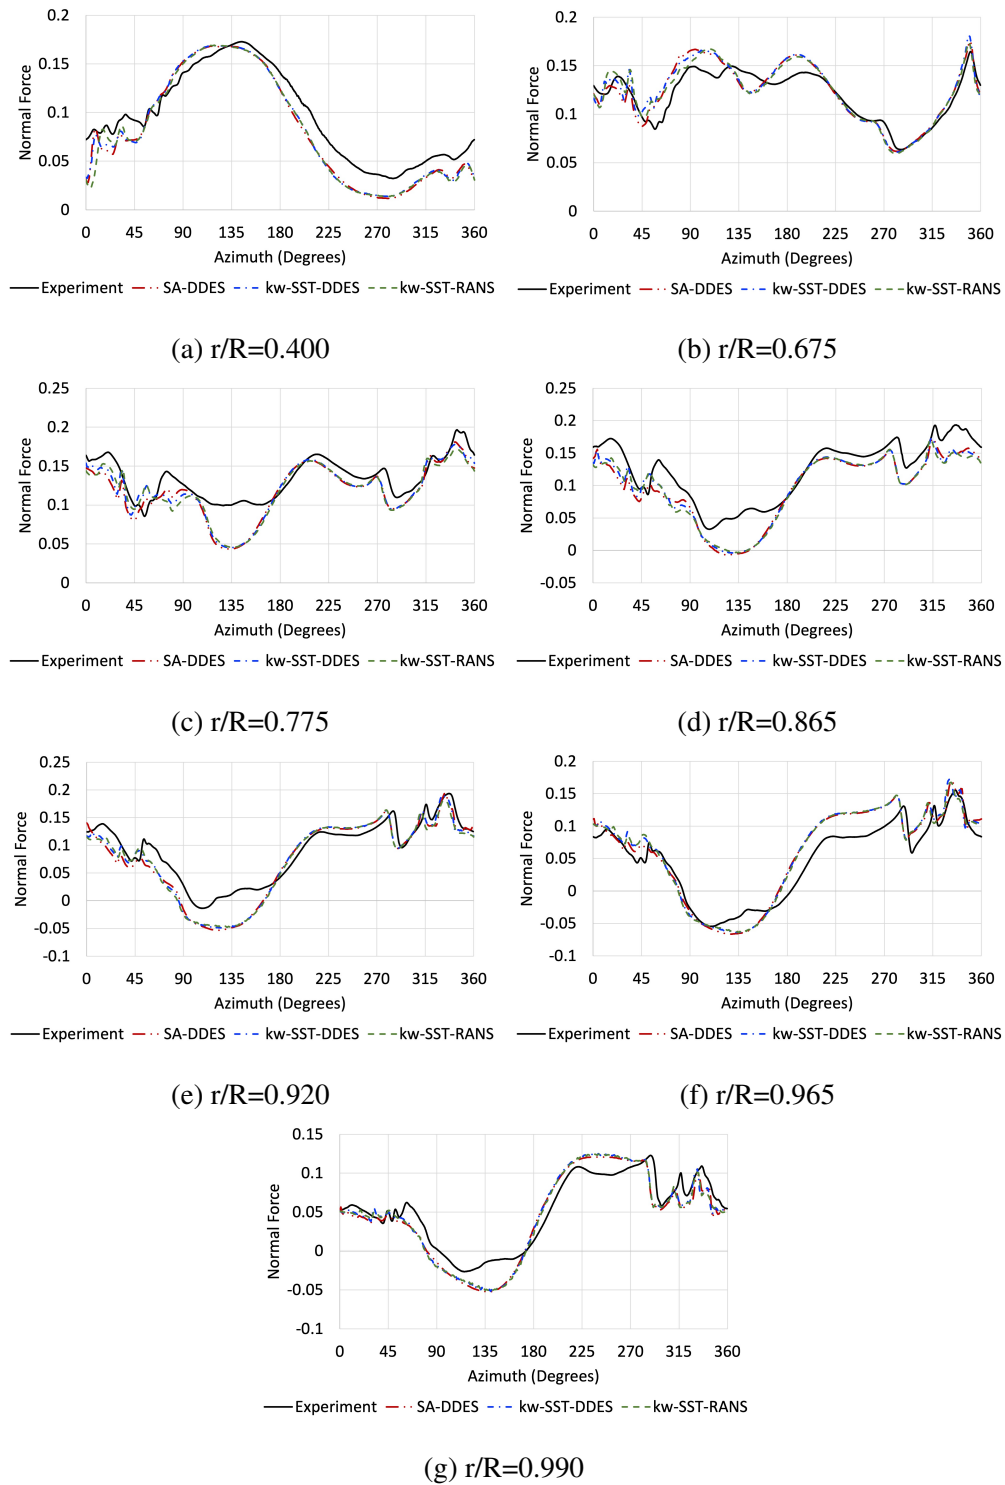 0.2
0.15
0.1
0.05
0
Normal Force
0 45 90 135 180 225 270 315 360
Azimuth (Degrees)
Experiment SA-DDES kw-SST-DDES kw-SST-RANS
(a) r/R=0.400
0.2
0.15
0.1
0.05
0
Normal Force
0 45 90 135 180 225 270 315 360
Azimuth (Degrees)
Experiment SA-DDES kw-SST-DDES kw-SST-RANS
(b) r/R=0.675
0.25
0.2
0.15
0.1
0.05
0
Normal Force
0 45 90 135 180 225 270 315 360
Azimuth (Degrees)
Experiment SA-DDES kw-SST-DDES kw-SST-RANS
(c) r/R=0.775
0.25
0.2
0.15
0.1
0.05
0
-0.05
Normal Force
0 45 90 135 180 225 270 315 360
Azimuth (Degrees)
Experiment SA-DDES kw-SST-DDES kw-SST-RANS
(d) r/R=0.865
0.25
0.2
0.15
0.1
0.05
0
-0.05
-0.1
Normal Force
0 45 90 135 180 225 270 315 360
Azimuth (Degrees)
Experiment SA-DDES kw-SST-DDES kw-SST-RANS
(e) r/R=0.920
0.2
0.15
0.1
0.05
0
-0.05
-0.1
Normal Force
0 45 90 135 180 225 270 315 360
Azimuth (Degrees)
Experiment SA-DDES kw-SST-DDES kw-SST-RANS
(f) r/R=0.965
0.15
0.1
0.05
0
-0.05
-0.1
Normal Force
0 45 90 135 180 225 270 315 360
Azimuth (Degrees)
Experiment SA-DDES kw-SST-DDES kw-SST-RANS
(g) r/R=0.990